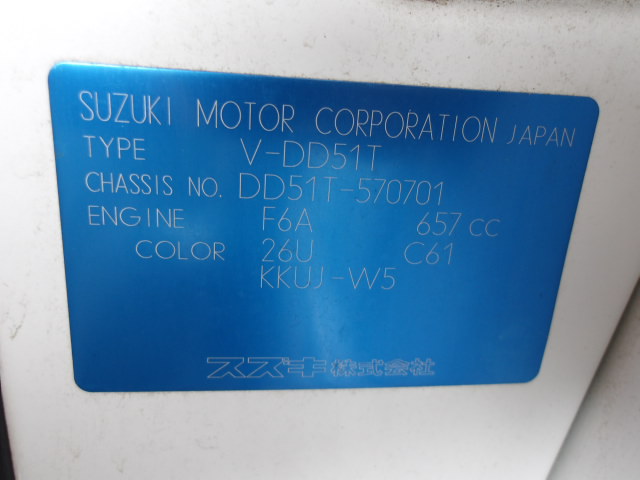 SUZUKI MOTOR CORPORATION JAPAN
TYPE V-DD51T
CHASSIS NO. DD51T-570701
ENGINE F6A 657 CC
COLOR 26U C61
KKUJ-W5
スズキ株式会社